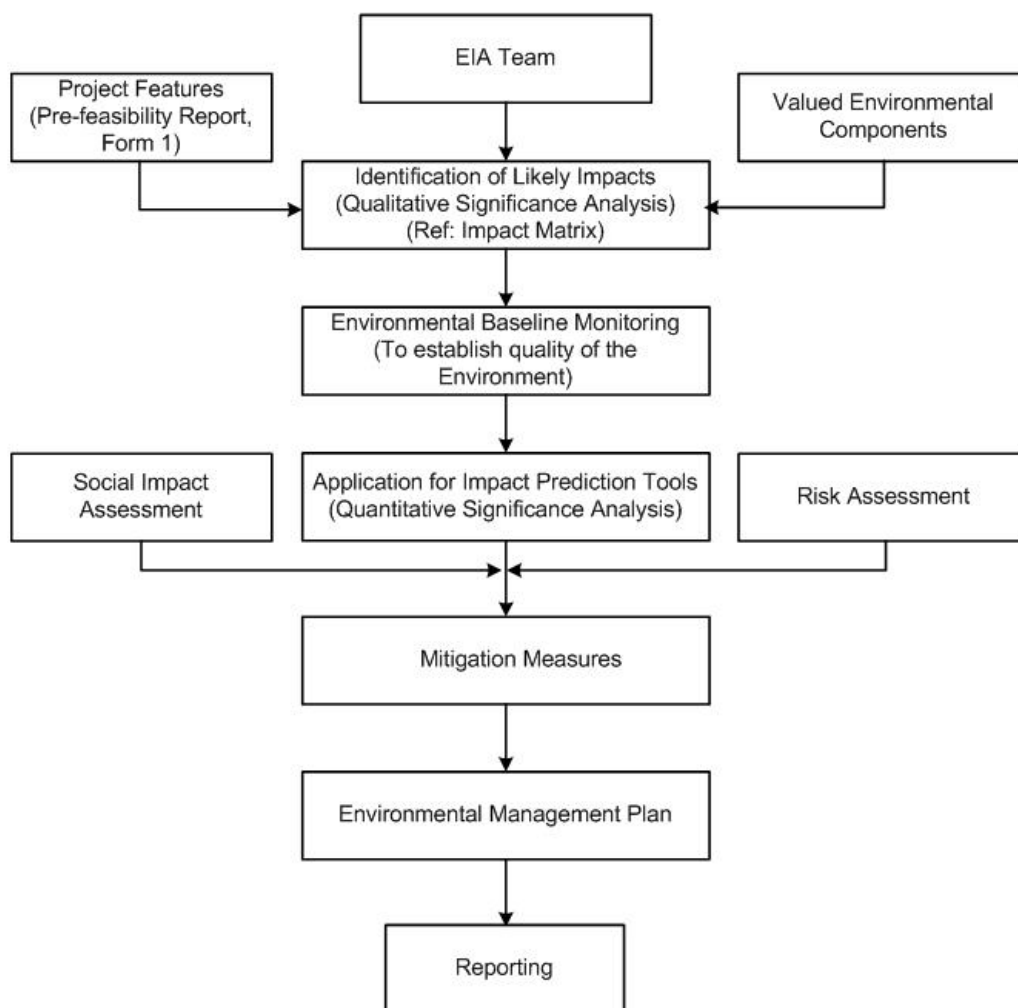 EIA Team
Project Features
(Pre-feasibility Report,
Form 1)
Valued Environmental
Components
Identification of Likely Impacts
(Qualitative Significance Analysis)
(Ref: Impact Matrix)
Environmental Baseline Monitoring
(To establish quality of the
Environment)
Social Impact
Assessment
Application for Impact Prediction Tools
(Quantitative Significance Analysis)
Risk Assessment
Mitigation Measures
Environmental Management Plan
Reporting